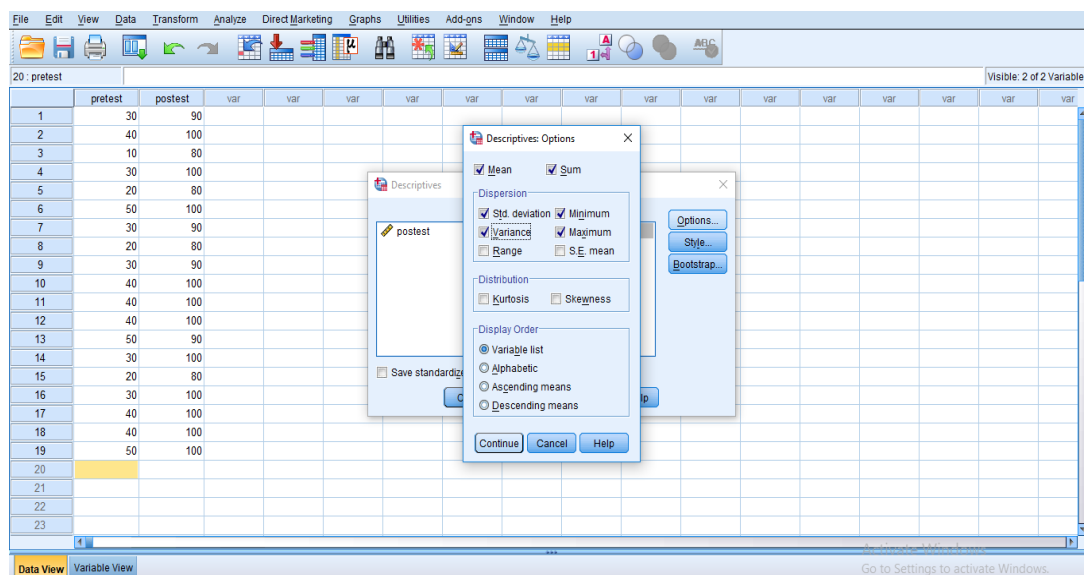 File Edit View Data Transform Analyze Direct Marketing Graphs Utilities Add-ons Window Help
20 : pretest
Visible: 2 of 2 Variable
pretest postest var var var var var var var var var var var var var var var
1 30 90
2 40 100
3 10 80
4 30 100
5 20 80
6 50 100
7 30 90
8 20 80
9 30 90
10 40 100
11 40 100
12 40 100
13 50 90
14 30 100
15 20 80
16 30 100
17 40 100
18 40 100
19 50 100
20
21
22
23
Descriptives
postest
Options...
Style...
Bootstrap...
Save standardize
Descriptives: Options
Mean Sum
Dispersion
Std. deviation Minimum
Variance Maximum
Range S.E. mean
Distribution
Kurtosis Skewness
Display Order
Variable list
Alphabetic
Ascending means
Descending means
Continue Cancel Help
Activate Windows
Go to Settings to activate Windows.
Data View Variable View